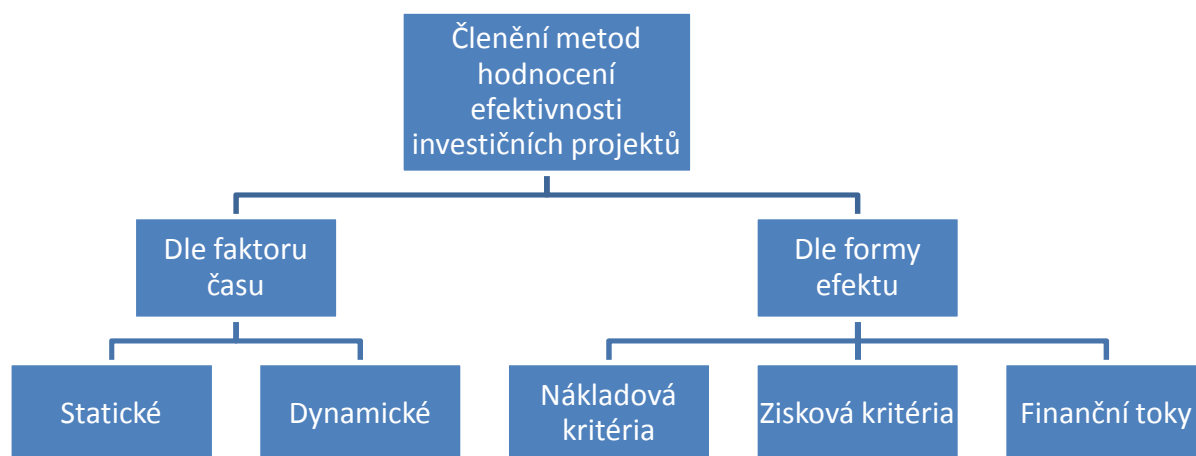 Členění metod
hodnocení
efektivnosti
investičních projektů
Dle faktoru
času
Dle formy
efektu
Statické
Dynamické
Nákladová
kritéria
Zisková kritéria
Finanční toky